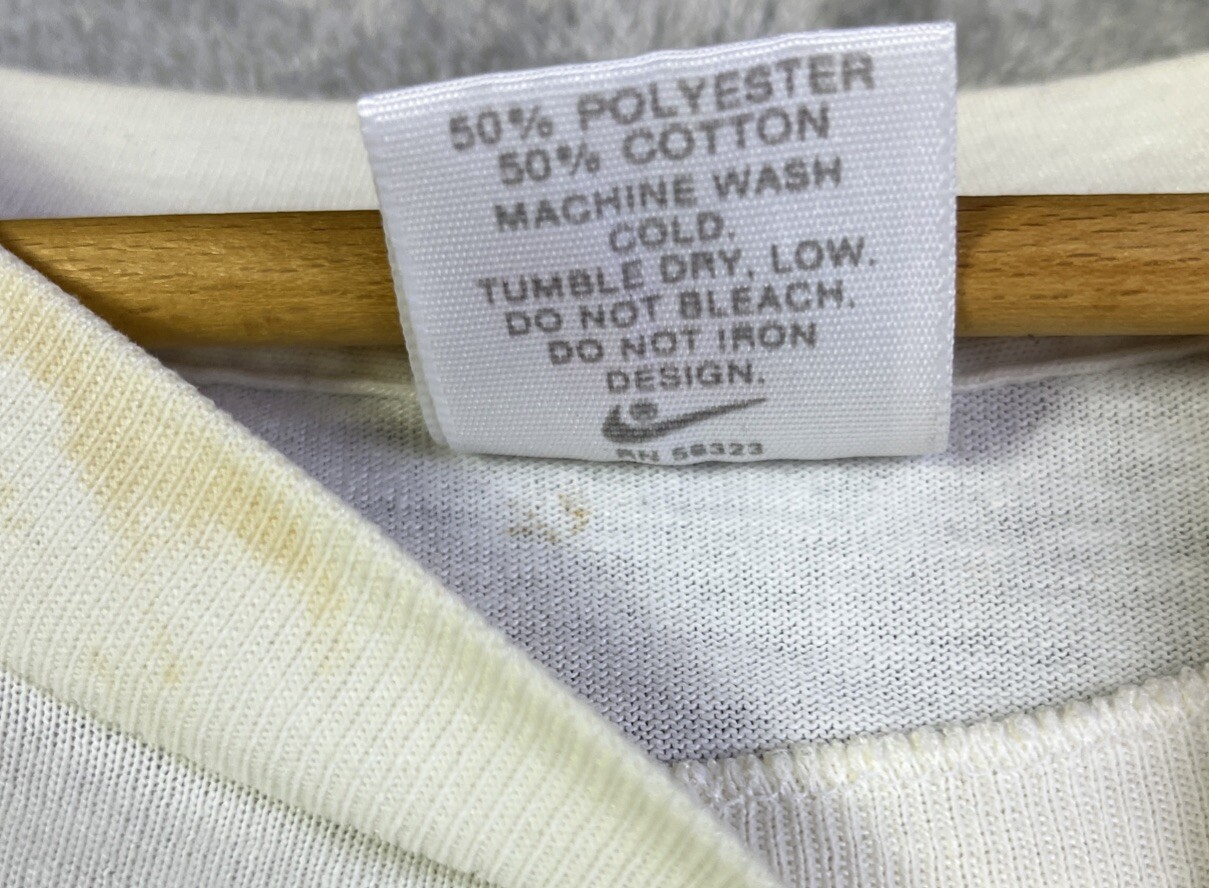 50% POLYESTER
50% COTTON
MACHINE WASH
COLD.
TUMBLE DRY, LOW.
DO NOT BLEACH.
DO NOT IRON
DESIGN.
RN 56323